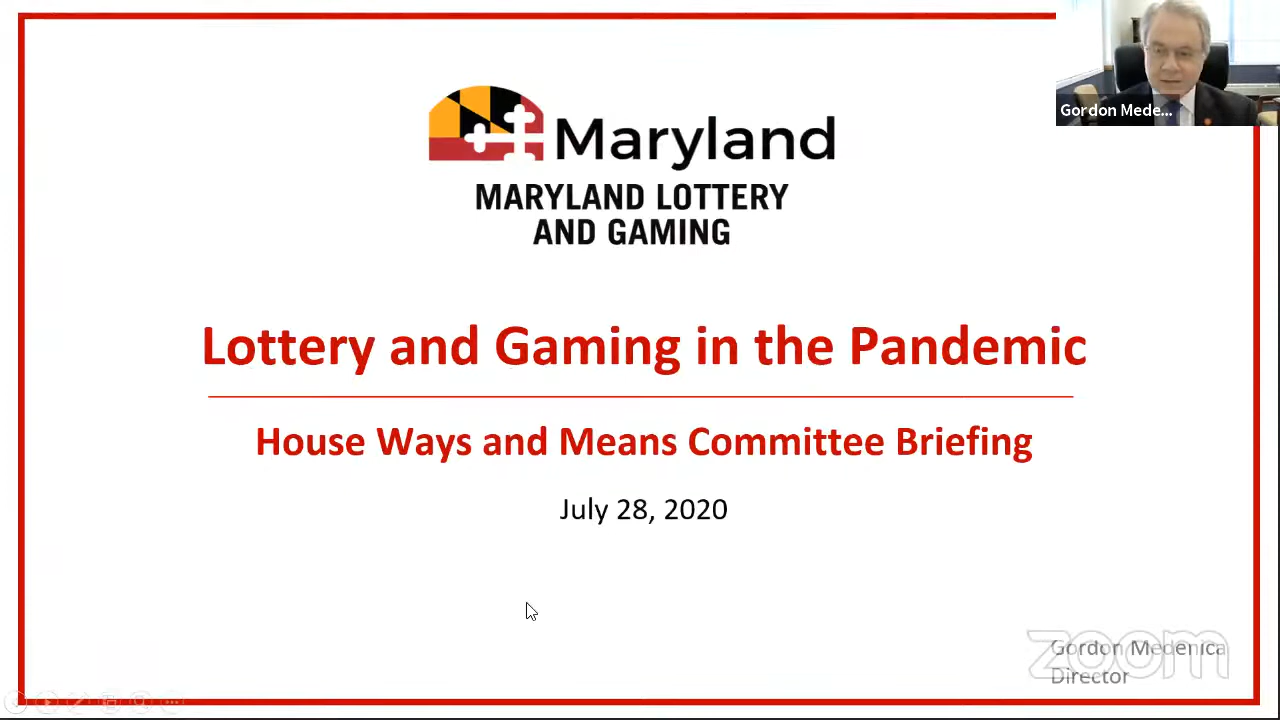 Gordon Mede...
Maryland
MARYLAND LOTTERY
AND GAMING
Lottery and Gaming in the Pandemic
House Ways and Means Committee Briefing
July 28, 2020
zoom
Gordon Medenica
Director